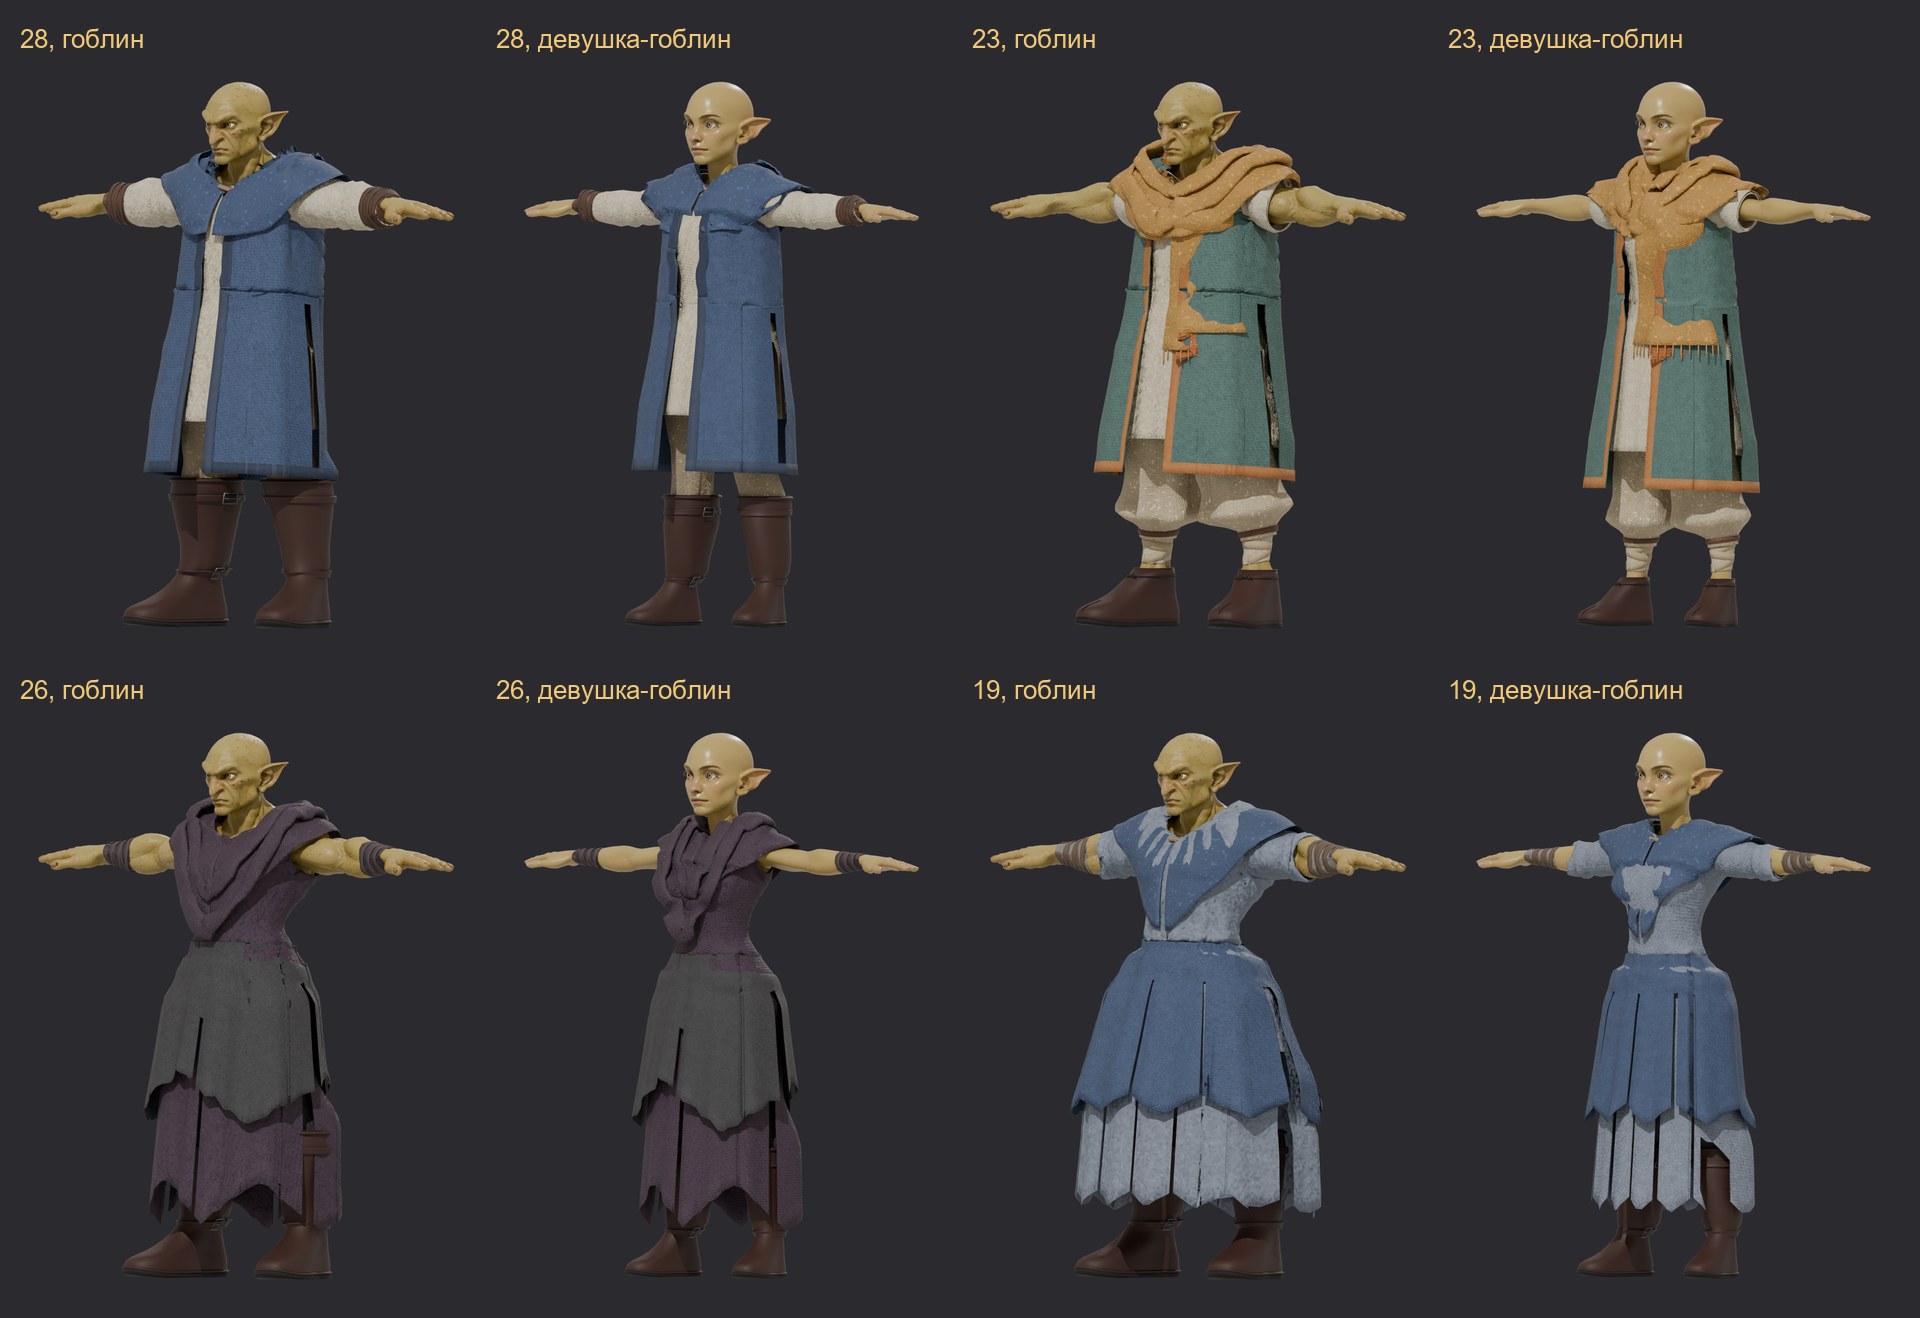 28, гоблин
28, девушка-гоблин
23, гоблин
23, девушка-гоблин
26, гоблин
26, девушка-гоблин
19, гоблин
19, девушка-гоблин